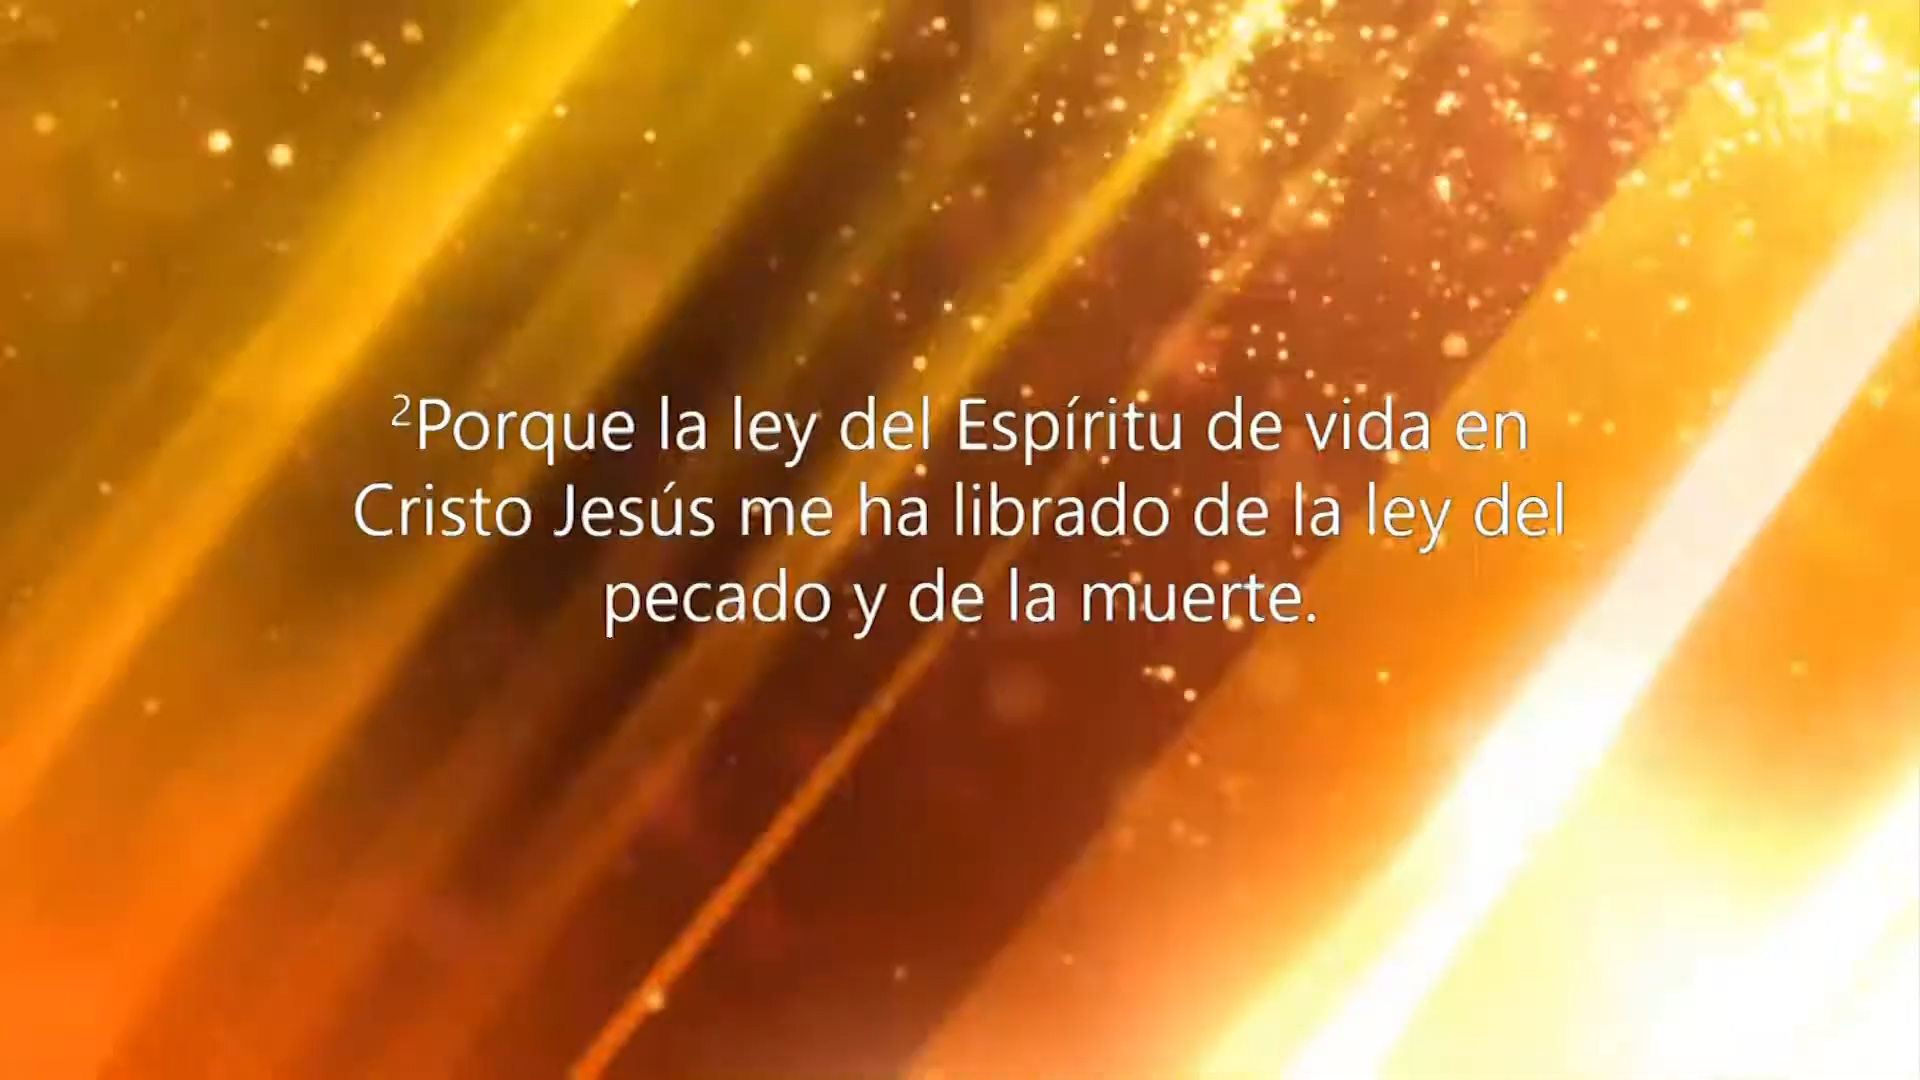 ²Porque la ley del Espíritu de vida en
Cristo Jesús me ha librado de la ley del
pecado y de la muerte.